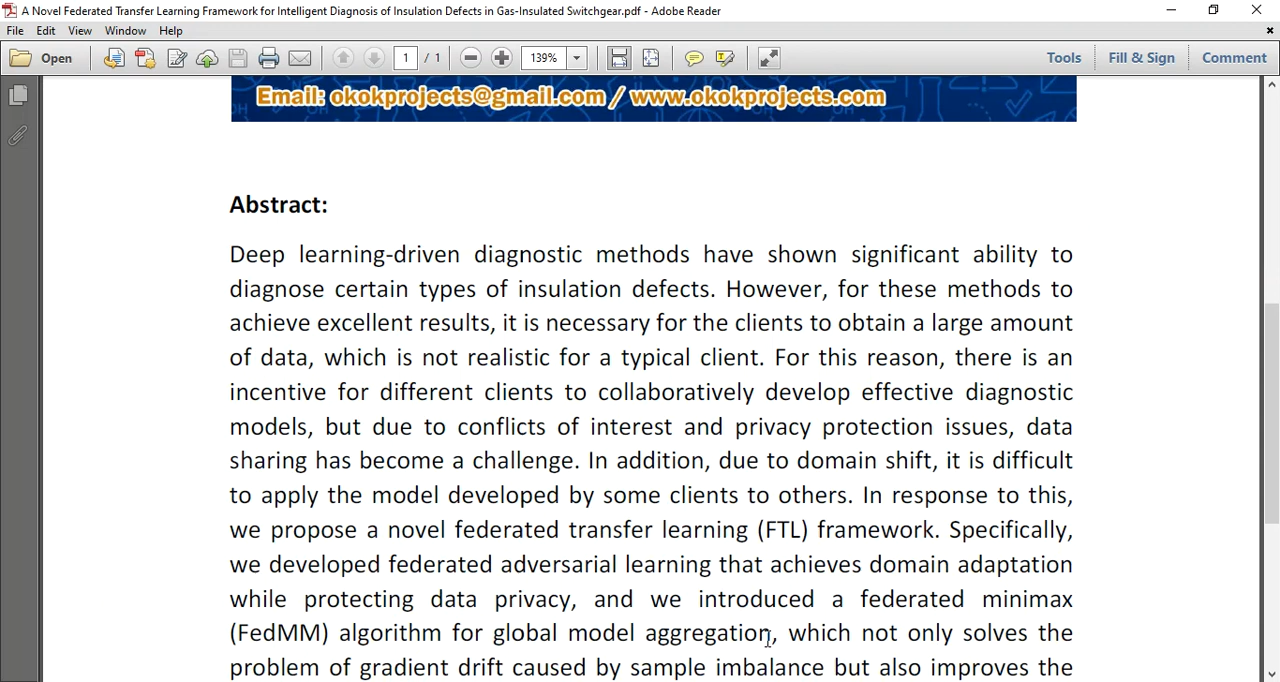 A Novel Federated Transfer Learning Framework for Intelligent Diagnosis of Insulation Defects in Gas-Insulated Switchgear.pdf - Adobe Reader
File Edit View Window Help
Open 1 / 1 139% Tools Fill & Sign Comment
Email: okokprojects@gmail.com / www.okokprojects.com
Abstract:
Deep learning-driven diagnostic methods have shown significant ability to
diagnose certain types of insulation defects. However, for these methods to
achieve excellent results, it is necessary for the clients to obtain a large amount
of data, which is not realistic for a typical client. For this reason, there is an
incentive for different clients to collaboratively develop effective diagnostic
models, but due to conflicts of interest and privacy protection issues, data
sharing has become a challenge. In addition, due to domain shift, it is difficult
to apply the model developed by some clients to others. In response to this,
we propose a novel federated transfer learning (FTL) framework. Specifically,
we developed federated adversarial learning that achieves domain adaptation
while protecting data privacy, and we introduced a federated minimax
(FedMM) algorithm for global model aggregation, which not only solves the
problem of gradient drift caused by sample imbalance but also improves the